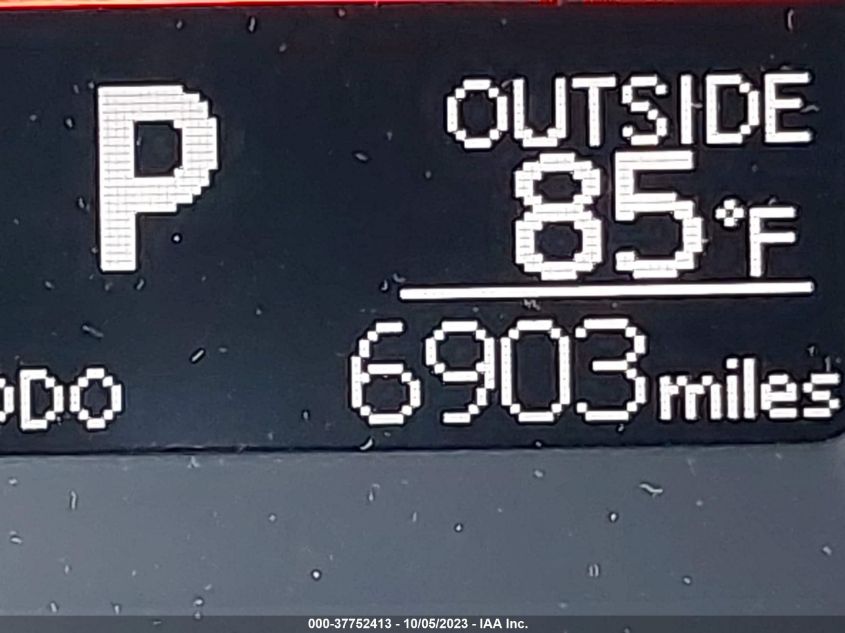 P
OUTSIDE
85°F
ODO 6903 miles
000-37752413 - 10/05/2023 - IAA Inc.